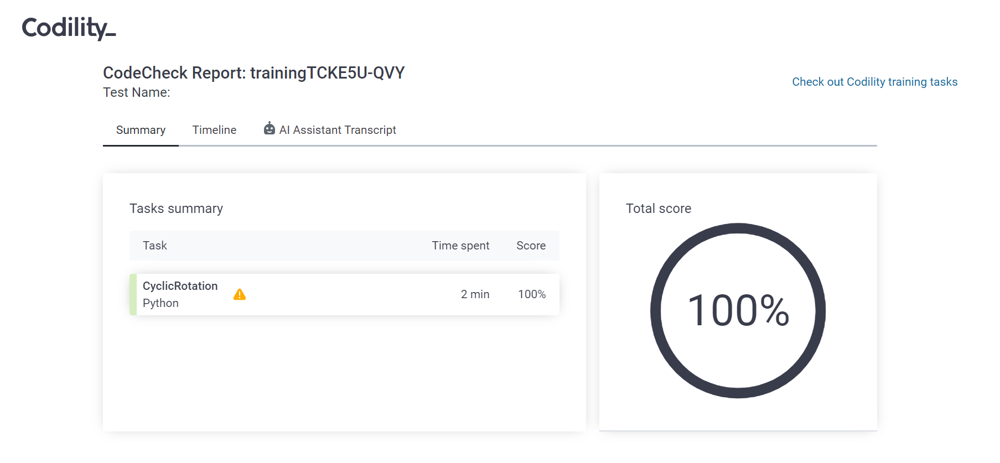 Codility_
CodeCheck Report: trainingTCKE5U-QVY
Test Name:
Check out Codility training tasks
Summary Timeline AI Assistant Transcript
Tasks summary
Task Time spent Score
CyclicRotation
Python
2 min 100%
Total score
100%